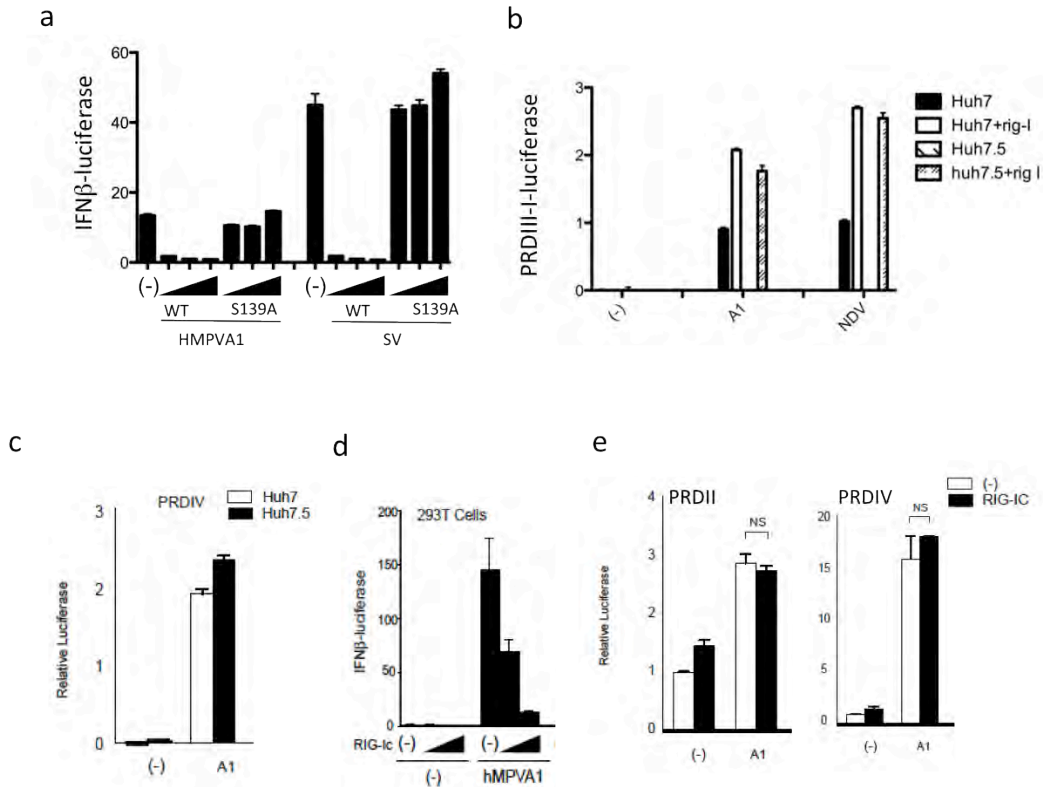 a
IFNβ-luciferase
60
40
20
0
(-)
WT
S139A
(-)
WT
S139A
HMPVA1
SV
b
PRDIII-I-luciferase
3
2
1
0
(-)
A1
NDV
Huh7
Huh7+rig-I
Huh7.5
huh7.5+rig I
c
PRDIV
Huh7
Huh7.5
Relative Luciferase
3
2
1
0
(-)
A1
d
293T Cells
IFNβ-luciferase
200
150
100
50
0
RIG-Ic
(-)
(-)
(-)
hMPVA1
e
PRDII
Relative Luciferase
4
3
2
1
0
NS
(-)
A1
PRDIV
20
15
10
5
0
NS
(-)
A1
(-)
RIG-IC